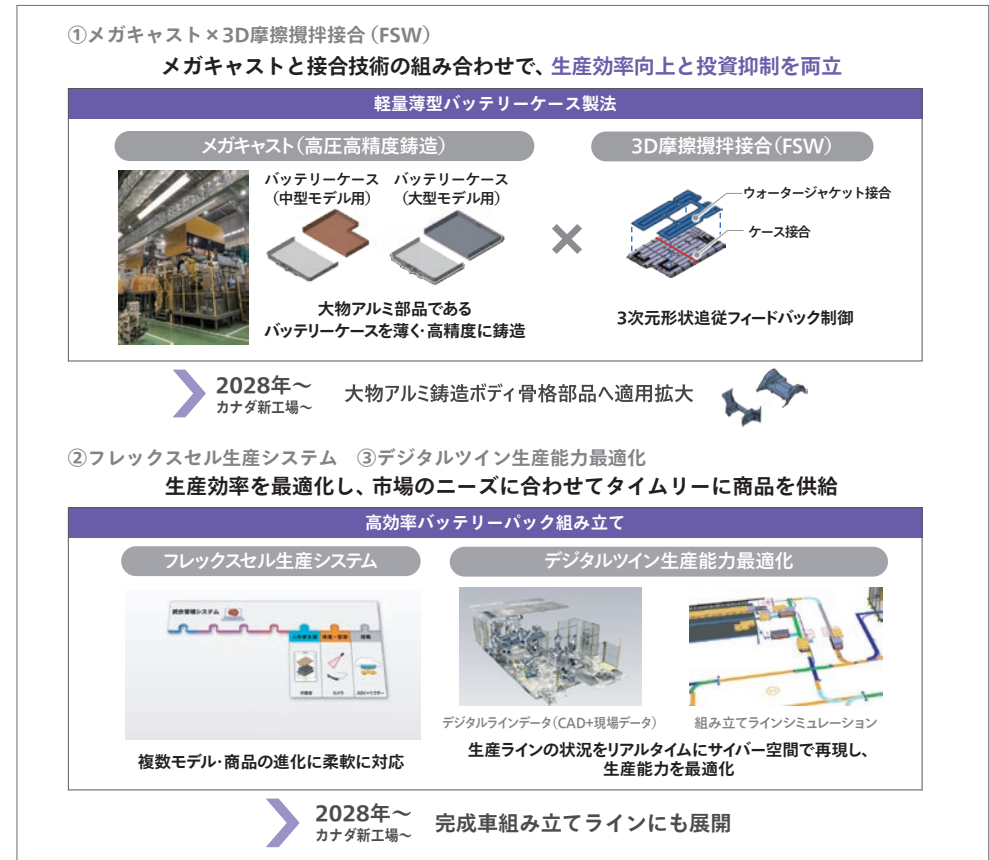 ①メガキャスト×3D摩擦攪拌接合（FSW）
メガキャストと接合技術の組み合わせで、生産効率向上と投資抑制を両立
軽量薄型バッテリーケース製法
メガキャスト（高圧高精度鋳造）
3D摩擦攪拌接合（FSW）
バッテリーケース
（中型モデル用）
バッテリーケース
（大型モデル用）
ウォータージャケット接合
ケース接合
大物アルミ部品である
バッテリーケースを薄く・高精度に鋳造
3次元形状追従フィードバック制御
2028年～
カナダ新工場～
大物アルミ鋳造ボディ骨格部品へ適用拡大
②フレックスセル生産システム　③デジタルツイン生産能力最適化
生産効率を最適化し、市場のニーズに合わせてタイムリーに商品を供給
高効率バッテリーパック組み立て
フレックスセル生産システム
デジタルツイン生産能力最適化
統合管理システム
カメラ
デジタルラインデータ（CAD+現場データ）
組み立てラインシミュレーション
複数モデル・商品の進化に柔軟に対応
生産ラインの状況をリアルタイムにサイバー空間で再現し、
生産能力を最適化
2028年～
カナダ新工場～
完成車組み立てラインにも展開